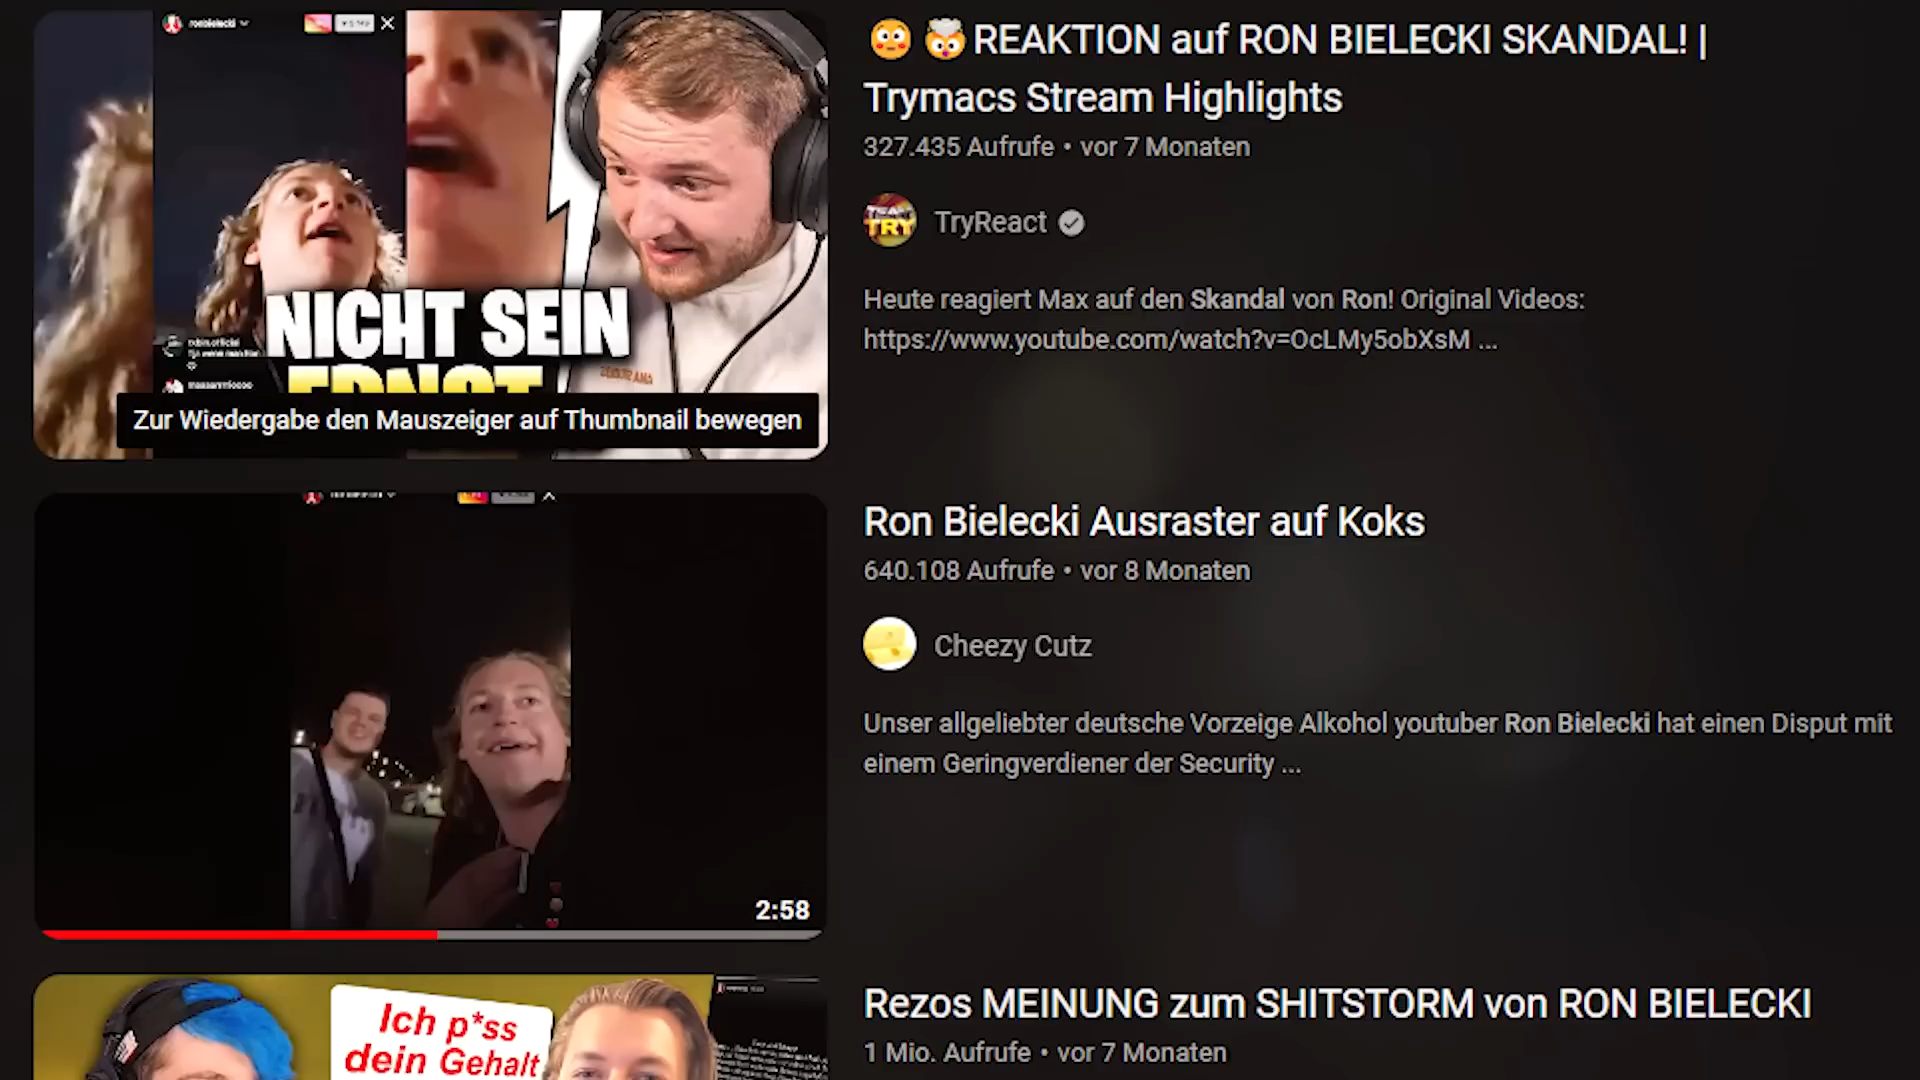 ronbielecki
😳 🤯 REAKTION auf RON BIELECKI SKANDAL! |
Trymacs Stream Highlights
327.435 Aufrufe • vor 7 Monaten
TEAM TRY
TryReact
Heute reagiert Max auf den Skandal von Ron! Original Videos:
https://www.youtube.com/watch?v=OcLMy5obXsM ...
NICHT SEIN
ERNST
Zur Wiedergabe den Mauszeiger auf Thumbnail bewegen
Ron Bielecki Ausraster auf Koks
640.108 Aufrufe • vor 8 Monaten
Cheezy Cutz
Unser allgeliebter deutsche Vorzeige Alkohol youtuber Ron Bielecki hat einen Disput mit
einem Geringverdiener der Security ...
2:58
Ich p*ss
dein Gehalt
Rezos MEINUNG zum SHITSTORM von RON BIELECKI
1 Mio. Aufrufe • vor 7 Monaten